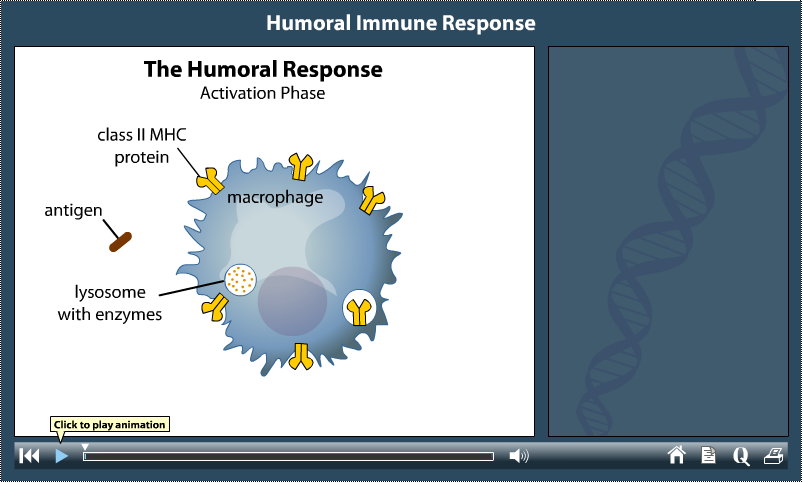 Humoral Immune Response
The Humoral Response
Activation Phase
class II MHC
protein
macrophage
antigen
lysosome
with enzymes
Click to play animation
Q